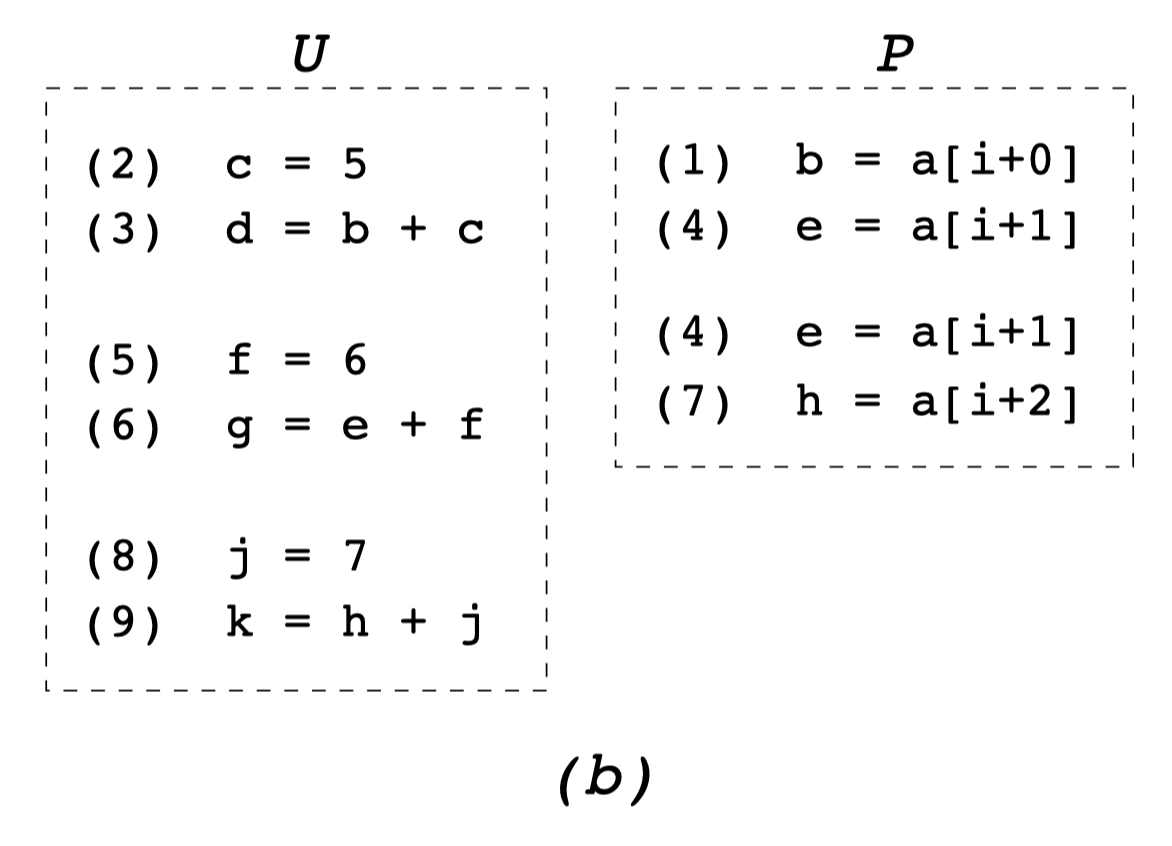 U
(2) c = 5
(3) d = b + c
(5) f = 6
(6) g = e + f
(8) j = 7
(9) k = h + j
P
(1) b = a[i+0]
(4) e = a[i+1]
(4) e = a[i+1]
(7) h = a[i+2]
(b)